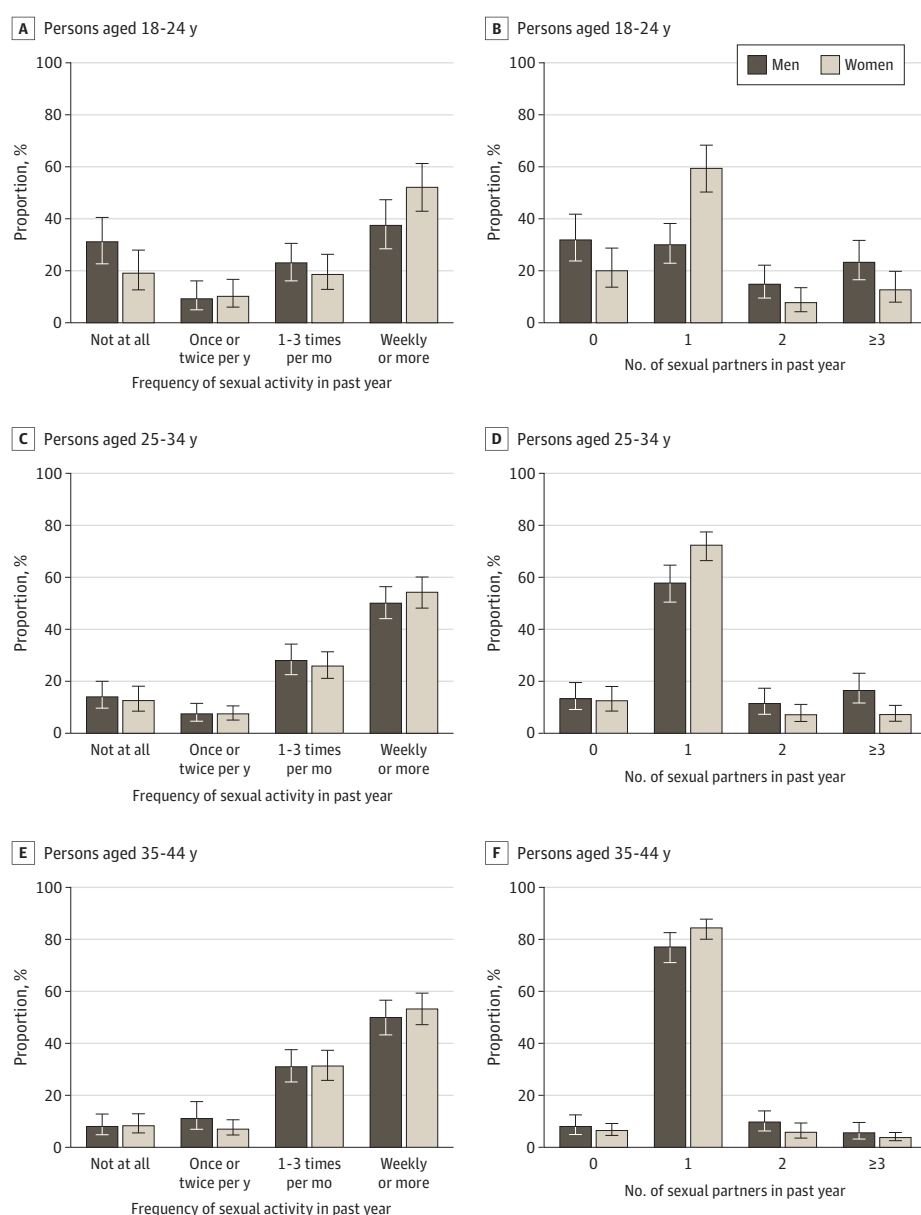 A Persons aged 18-24 y
100
80
60
40
20
0
Proportion, %
Not at all
Once or
twice per y
1-3 times
per mo
Weekly
or more
Frequency of sexual activity in past year
B Persons aged 18-24 y
Men
Women
100
80
60
40
20
0
Proportion, %
0
1
2
≥3
No. of sexual partners in past year
C Persons aged 25-34 y
100
80
60
40
20
0
Proportion, %
Not at all
Once or
twice per y
1-3 times
per mo
Weekly
or more
Frequency of sexual activity in past year
D Persons aged 25-34 y
100
80
60
40
20
0
Proportion, %
0
1
2
≥3
No. of sexual partners in past year
E Persons aged 35-44 y
100
80
60
40
20
0
Proportion, %
Not at all
Once or
twice per y
1-3 times
per mo
Weekly
or more
Frequency of sexual activity in past year
F Persons aged 35-44 y
100
80
60
40
20
0
Proportion, %
0
1
2
≥3
No. of sexual partners in past year